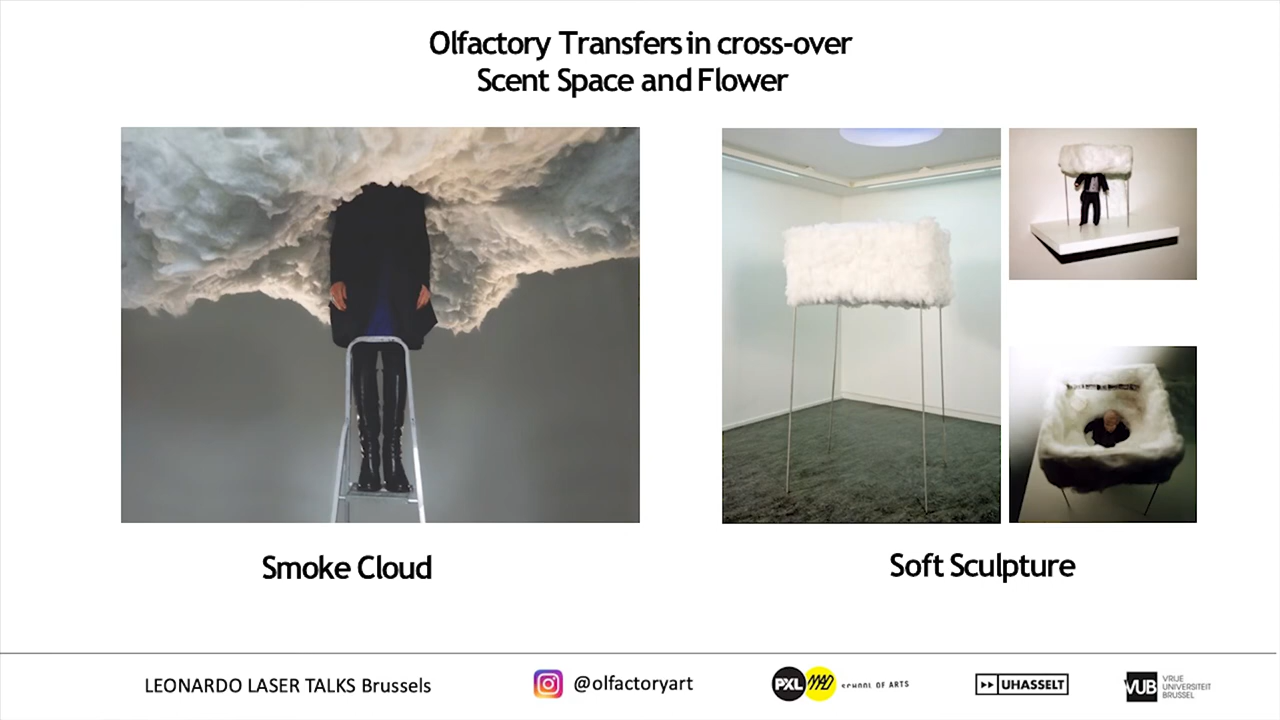 Olfactory Transfers in cross-over
Scent Space and Flower
Smoke Cloud
Soft Sculpture
LEONARDO LASER TALKS Brussels
@olfactoryart
PXL MAD SCHOOL OF ARTS
UHASSELT
VUB
VRIJE
UNIVERSITEIT
BRUSSEL